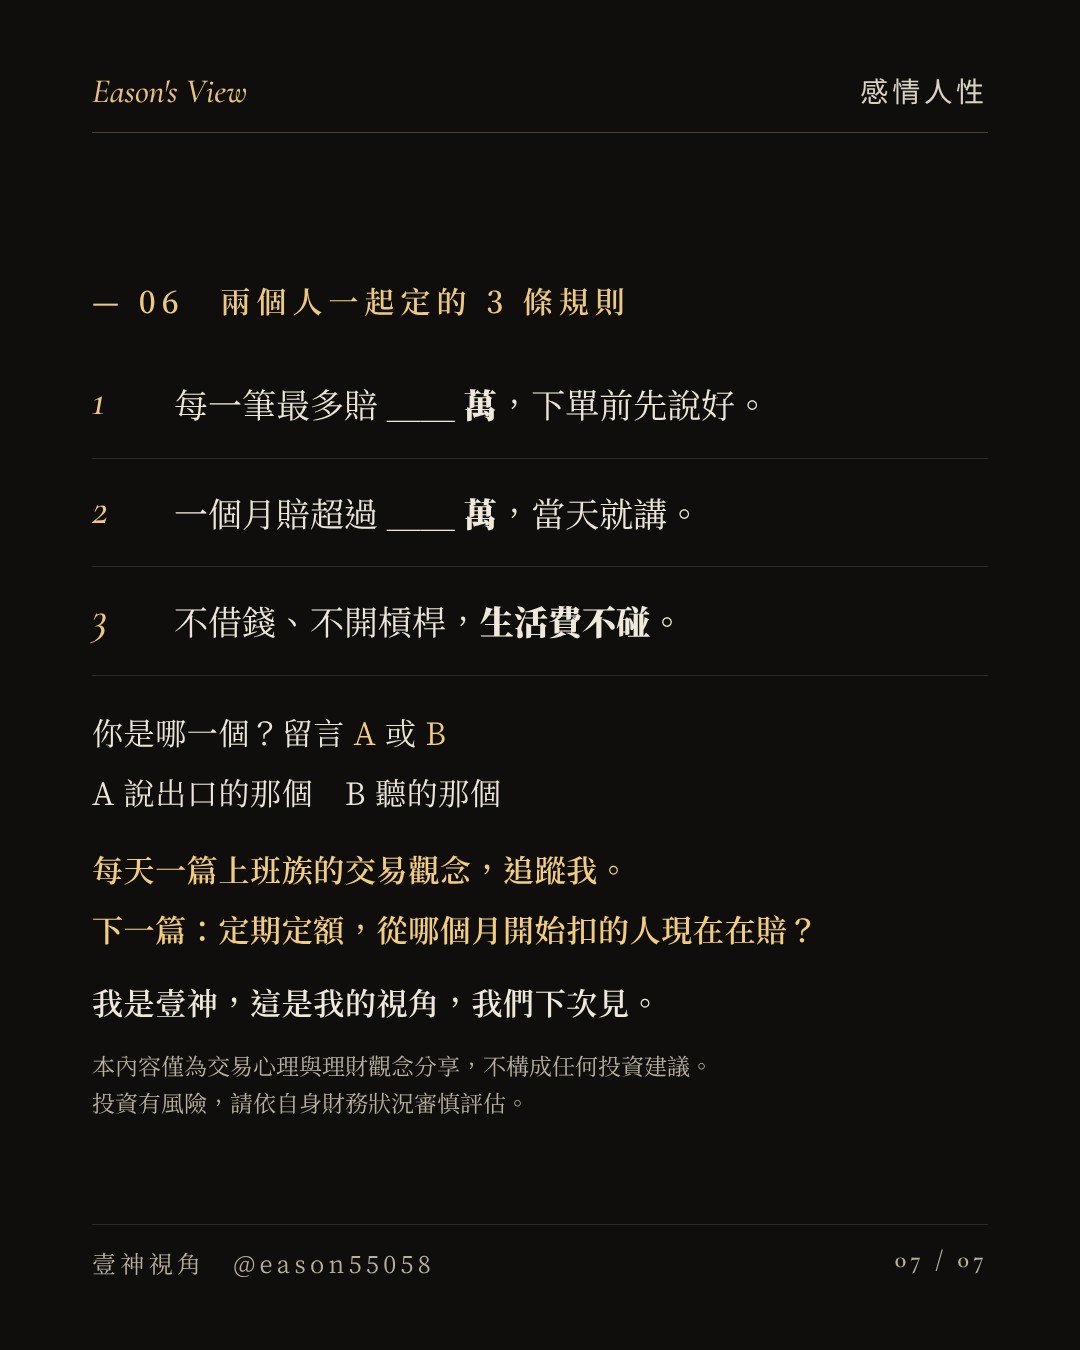 Eason's View
感情人性
— 06 兩個人一起定的 3 條規則
1 每一筆最多賠 ____ 萬，下單前先說好。
2 一個月賠超過 ____ 萬，當天就講。
3 不借錢、不開槓桿，生活費不碰。
你是哪一個？留言 A 或 B
A 說出口的那個 B 聽的那個
每天一篇上班族的交易觀念，追蹤我。
下一篇：定期定額，從哪個月開始扣的人現在在賠？
我是壹神，這是我的視角，我們下次見。
本內容僅為交易心理與理財觀念分享，不構成任何投資建議。
投資有風險，請依自身財務狀況審慎評估。
壹神視角 @eason55058
07 / 07